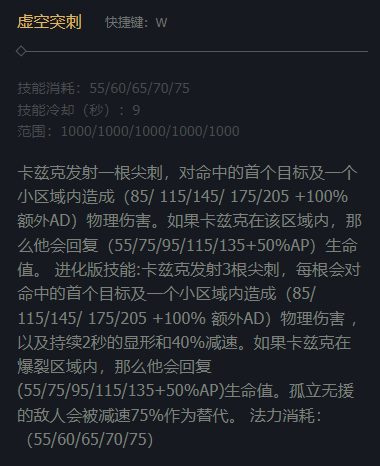 虚空突刺 快捷键：W
技能消耗：55/60/65/70/75
技能冷却（秒）：9
范围：1000/1000/1000/1000/1000
卡兹克发射一根尖刺，对命中的首个目标及一个
小区域内造成（85/ 115/145/ 175/205 +100%
额外AD）物理伤害。如果卡兹克在该区域内，那
么他会回复（55/75/95/115/135+50%AP）生命
值。 进化版技能:卡兹克发射3根尖刺，每根会对
命中的首个目标及一个小区域内造成（85/
115/145/ 175/205 +100% 额外AD）物理伤害 ，
以及持续2秒的显形和40%减速。如果卡兹克在
爆裂区域内，那么他会回复
(55/75/95/115/135+50%AP)生命值。孤立无援
的敌人会被减速75%作为替代。 法力消耗：
（55/60/65/70/75）